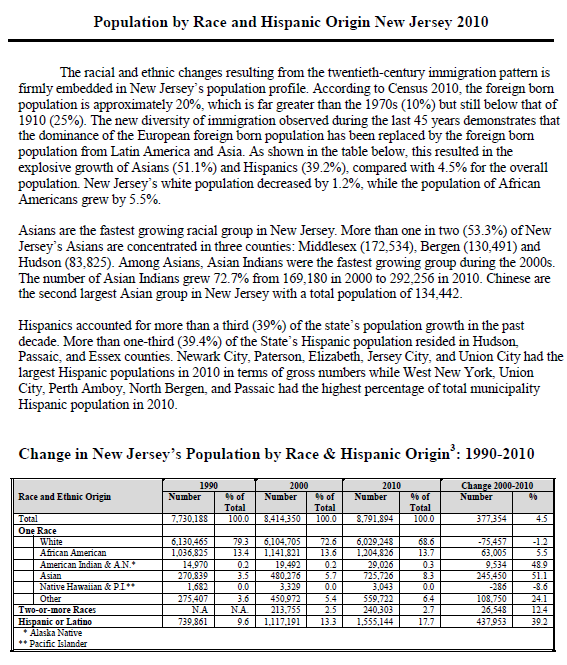 Population by Race and Hispanic Origin New Jersey 2010
The racial and ethnic changes resulting from the twentieth-century immigration pattern is
firmly embedded in New Jersey's population profile. According to Census 2010, the foreign born
population is approximately 20%, which is far greater than the 1970s (10%) but still below that of
1910 (25%). The new diversity of immigration observed during the last 45 years demonstrates that
the dominance of the European foreign born population has been replaced by the foreign born
population from Latin America and Asia. As shown in the table below, this resulted in the
explosive growth of Asians (51.1%) and Hispanics (39.2%), compared with 4.5% for the overall
population. New Jersey's white population decreased by 1.2%, while the population of African
Americans grew by 5.5%.
Asians are the fastest growing racial group in New Jersey. More than one in two (53.3%) of New
Jersey's Asians are concentrated in three counties: Middlesex (172,534), Bergen (130,491) and
Hudson (83,825). Among Asians, Asian Indians were the fastest growing group during the 2000s.
The number of Asian Indians grew 72.7% from 169,180 in 2000 to 292,256 in 2010. Chinese are
the second largest Asian group in New Jersey with a total population of 134,442.
Hispanics accounted for more than a third (39%) of the state's population growth in the past
decade. More than one-third (39.4%) of the State's Hispanic population resided in Hudson,
Passaic, and Essex counties. Newark City, Paterson, Elizabeth, Jersey City, and Union City had the
largest Hispanic populations in 2010 in terms of gross numbers while West New York, Union
City, Perth Amboy, North Bergen, and Passaic had the highest percentage of total municipality
Hispanic population in 2010.
Change in New Jersey's Population by Race & Hispanic Origin³: 1990-2010
1990 2000 2010 Change 2000-2010
Race and Ethnic Origin Number % of Total Number % of Total Number % of Total Number %
Total 7,730,188 100.0 8,414,350 100.0 8,791,894 100.0 377,354 4.5
One Race
White 6,130,465 79.3 6,104,705 72.6 6,029,248 68.6 -75,457 -1.2
African American 1,036,825 13.4 1,141,821 13.6 1,204,826 13.7 63,005 5.5
American Indian & A.N.* 14,970 0.2 19,492 0.2 29,026 0.3 9,534 48.9
Asian 270,839 3.5 480,276 5.7 725,726 8.3 245,450 51.1
Native Hawaiian & P.I.** 1,682 0.0 3,329 0.0 3,043 0.0 -286 -8.6
Other 275,407 3.6 450,972 5.4 559,722 6.4 108,750 24.1
Two-or-more Races N.A N.A. 213,755 2.5 240,303 2.7 26,548 12.4
Hispanic or Latino 739,861 9.6 1,117,191 13.3 1,555,144 17.7 437,953 39.2
* Alaska Native
** Pacific Islander